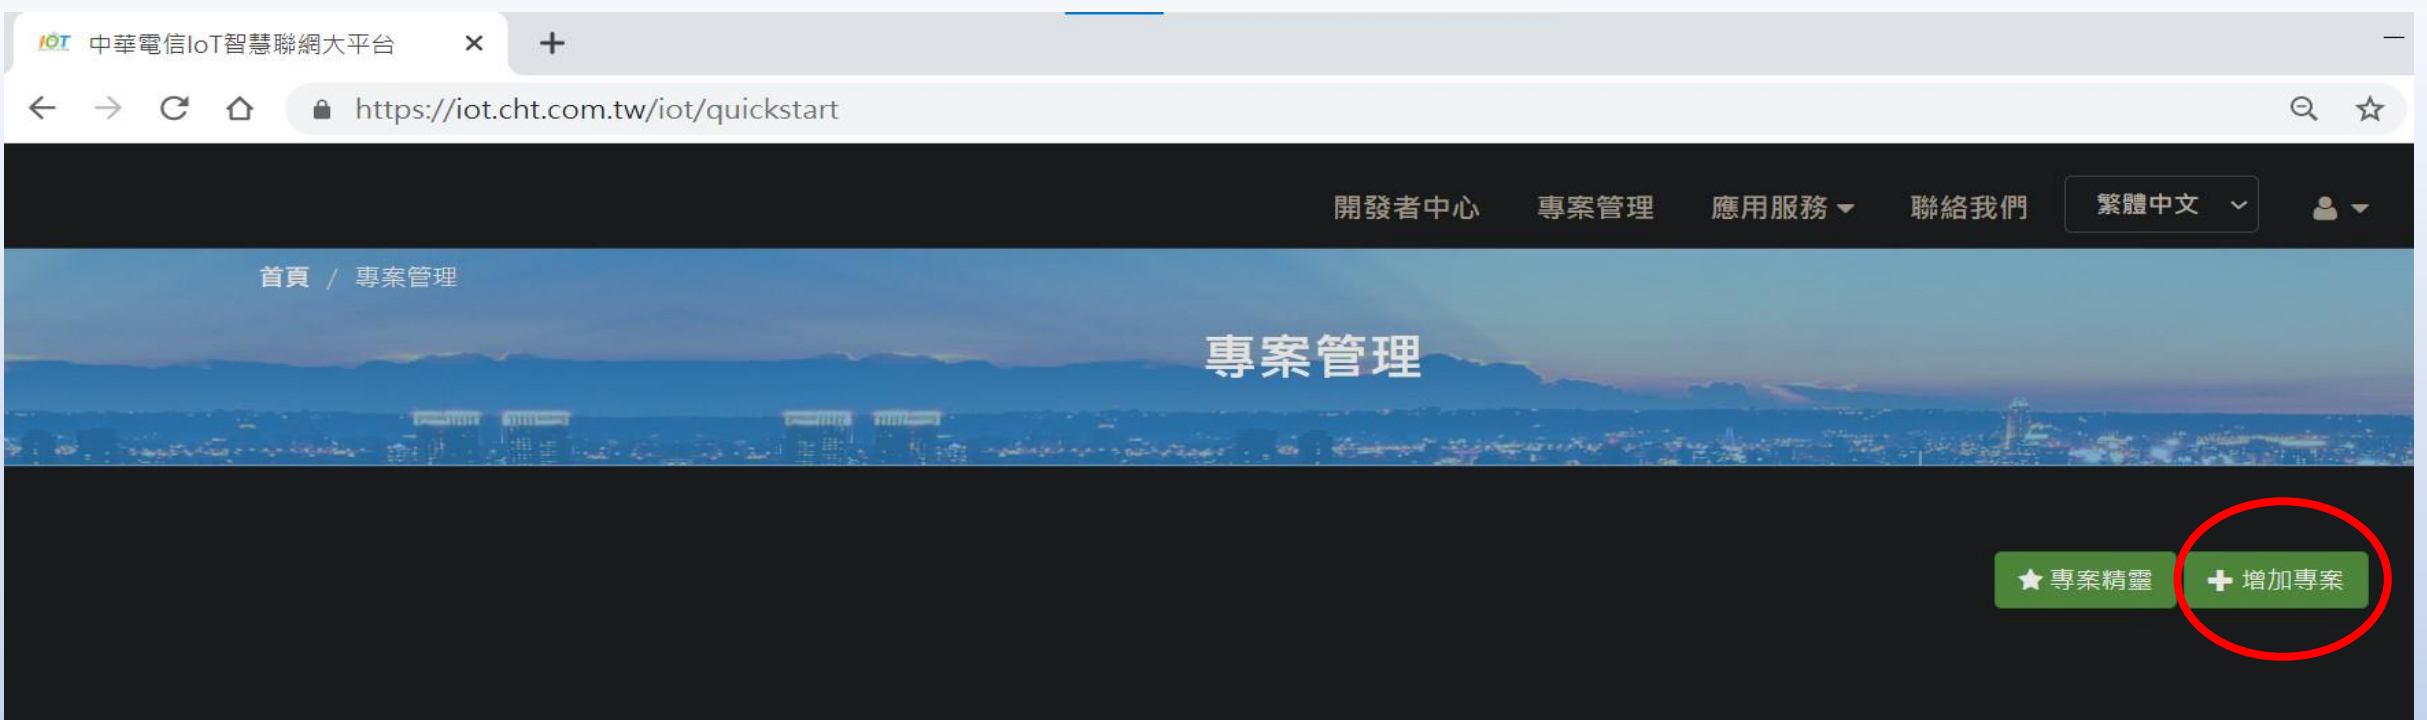 IOT 中華電信IoT智慧聯網大平台
https://iot.cht.com.tw/iot/quickstart
開發者中心 專案管理 應用服務 聯絡我們 繁體中文
首頁 / 專案管理
專案管理
專案精靈 增加專案